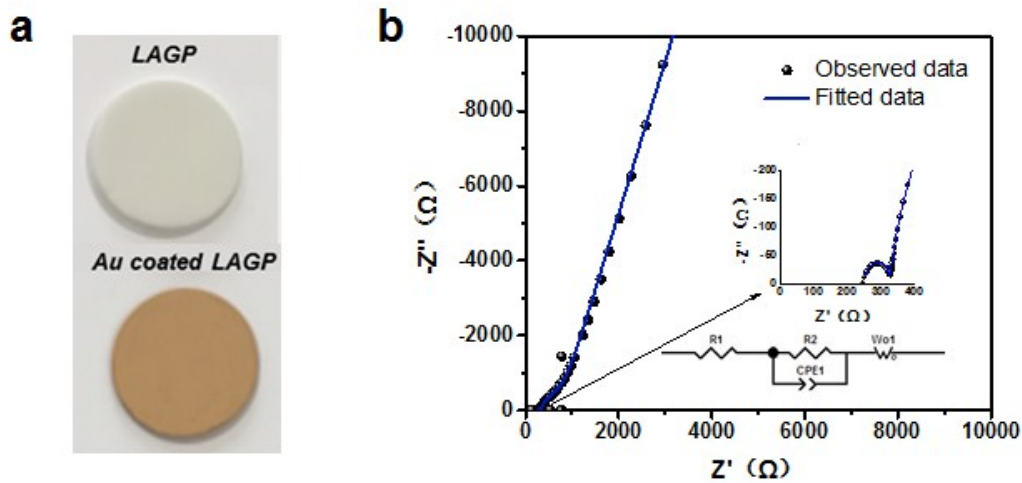 a
LAGP
Au coated LAGP
b
-10000
-8000
-6000
-4000
-2000
0
-Z'' (Ω)
0 2000 4000 6000 8000 10000
Z' (Ω)
Observed data
Fitted data
-200
-150
-100
-50
0
-Z'' (Ω)
0 100 200 300 400
Z' (Ω)
R1 R2 Wo1
CPE1